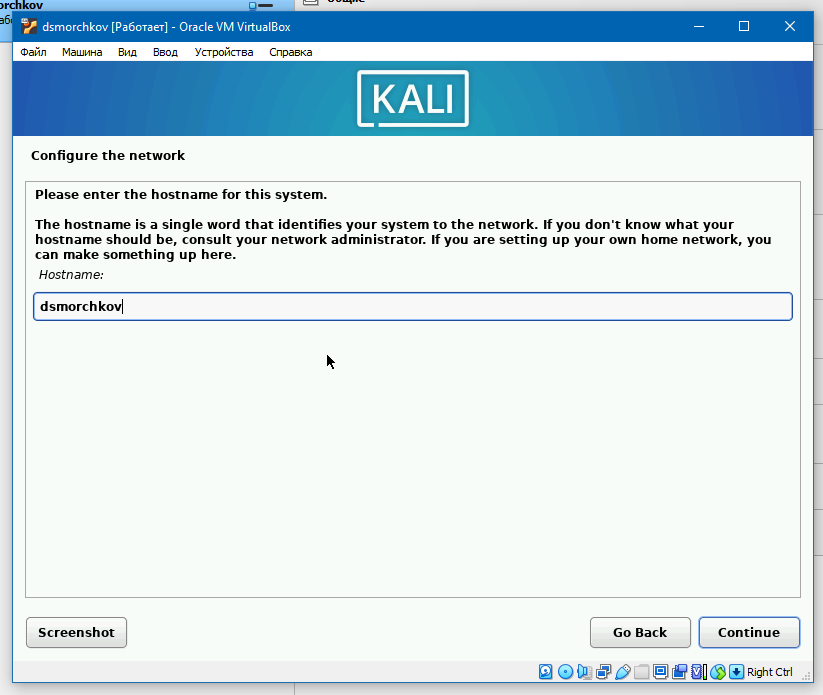 dsmorchkov [Работает] - Oracle VM VirtualBox
Файл Машина Вид Ввод Устройства Справка
KALI
Configure the network
Please enter the hostname for this system.
The hostname is a single word that identifies your system to the network. If you don't know what your
hostname should be, consult your network administrator. If you are setting up your own home network, you
can make something up here.
Hostname:
dsmorchkov
Screenshot
Go Back
Continue
Right Ctrl